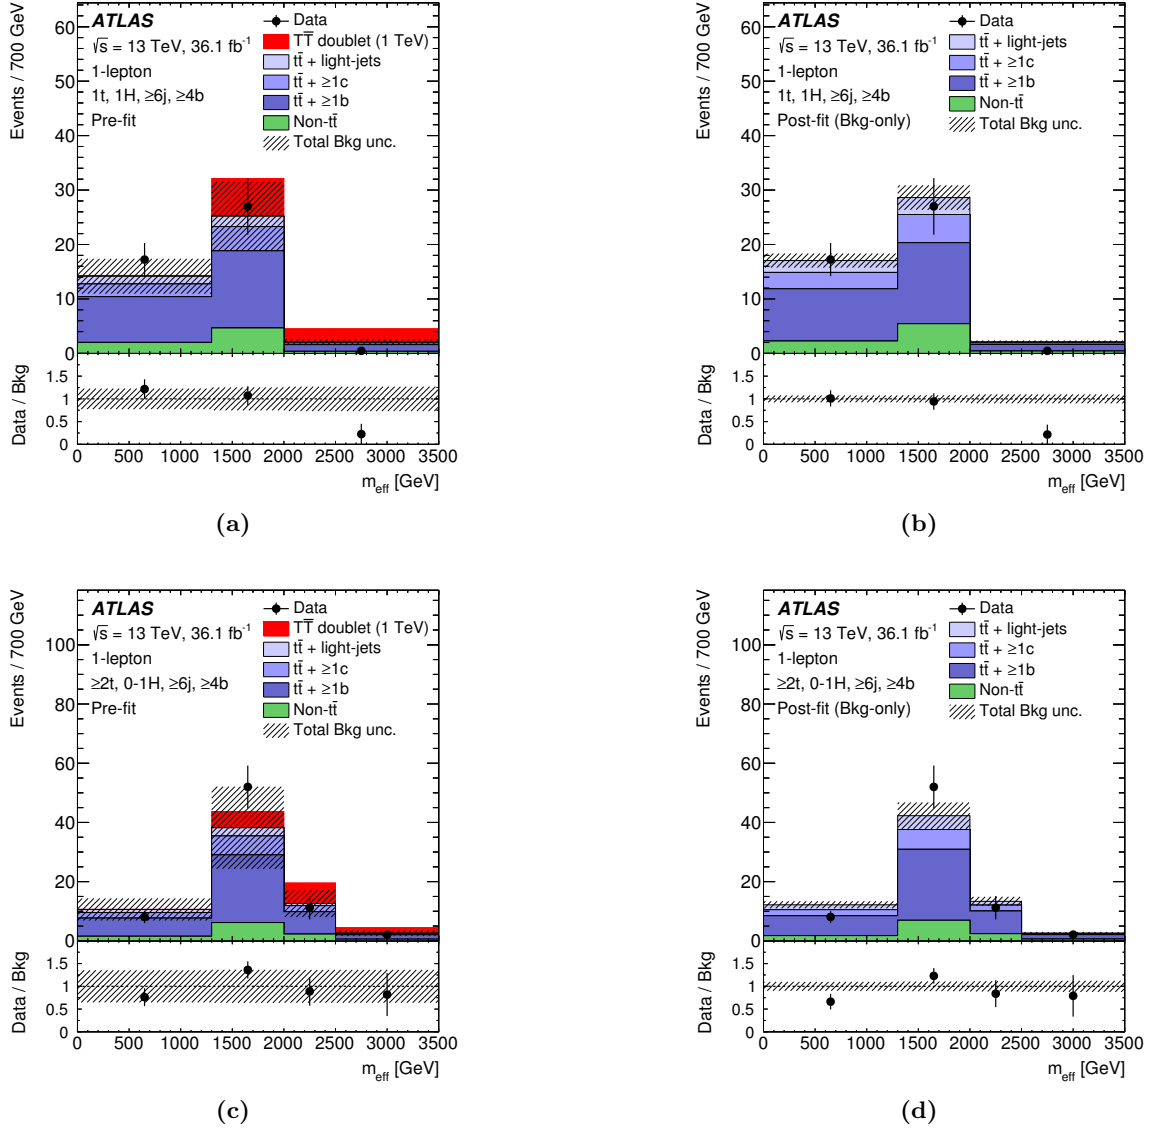 Events / 700 GeV
60
50
40
30
20
10
0
ATLAS
√s = 13 TeV, 36.1 fb⁻¹
1-lepton
1t, 1H, ≥6j, ≥4b
Pre-fit
Data
TT̅ doublet (1 TeV)
tt̅ + light-jets
tt̅ + ≥1c
tt̅ + ≥1b
Non-tt̅
Total Bkg unc.
Data / Bkg
1.5
1
0.5
0
0 500 1000 1500 2000 2500 3000 3500
m_eff [GeV]
(a)
Events / 700 GeV
60
50
40
30
20
10
0
ATLAS
√s = 13 TeV, 36.1 fb⁻¹
1-lepton
1t, 1H, ≥6j, ≥4b
Post-fit (Bkg-only)
Data
tt̅ + light-jets
tt̅ + ≥1c
tt̅ + ≥1b
Non-tt̅
Total Bkg unc.
Data / Bkg
1.5
1
0.5
0
0 500 1000 1500 2000 2500 3000 3500
m_eff [GeV]
(b)
Events / 700 GeV
100
80
60
40
20
0
ATLAS
√s = 13 TeV, 36.1 fb⁻¹
1-lepton
≥2t, 0-1H, ≥6j, ≥4b
Pre-fit
Data
TT̅ doublet (1 TeV)
tt̅ + light-jets
tt̅ + ≥1c
tt̅ + ≥1b
Non-tt̅
Total Bkg unc.
Data / Bkg
1.5
1
0.5
0
0 500 1000 1500 2000 2500 3000 3500
m_eff [GeV]
(c)
Events / 700 GeV
100
80
60
40
20
0
ATLAS
√s = 13 TeV, 36.1 fb⁻¹
1-lepton
≥2t, 0-1H, ≥6j, ≥4b
Post-fit (Bkg-only)
Data
tt̅ + light-jets
tt̅ + ≥1c
tt̅ + ≥1b
Non-tt̅
Total Bkg unc.
Data / Bkg
1.5
1
0.5
0
0 500 1000 1500 2000 2500 3000 3500
m_eff [GeV]
(d)